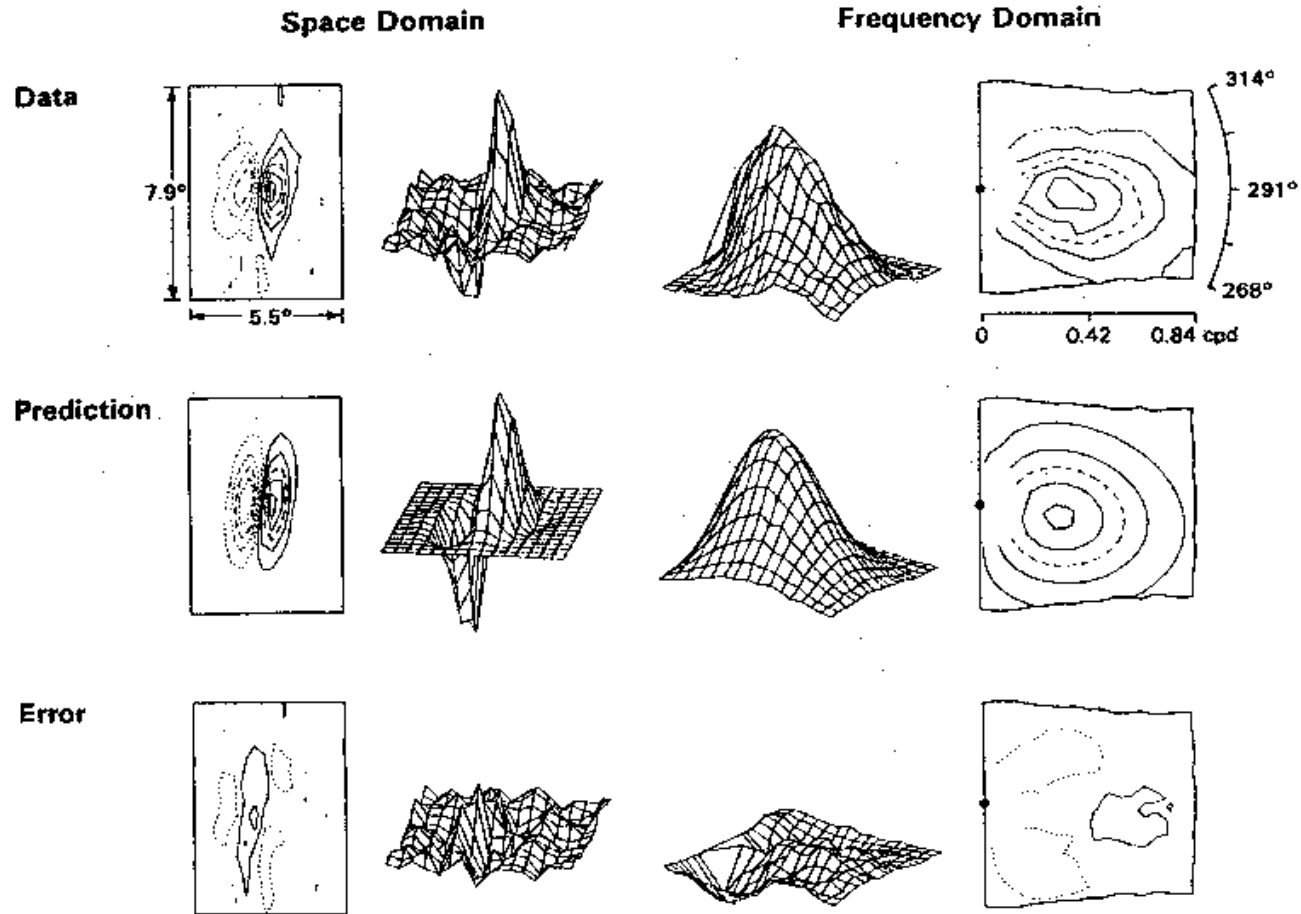 Space Domain
Frequency Domain
Data
7.9°
5.5°
314°
291°
268°
0 0.42 0.84 cpd
Prediction
Error